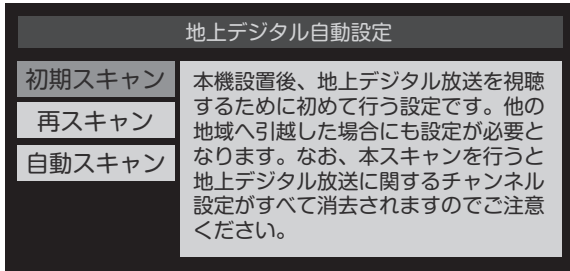 地上デジタル自動設定
初期スキャン
再スキャン
自動スキャン
本機設置後、地上デジタル放送を視聴
するために初めて行う設定です。他の
地域へ引越した場合にも設定が必要と
なります。なお、本スキャンを行うと
地上デジタル放送に関するチャンネル
設定がすべて消去されますのでご注意
ください。